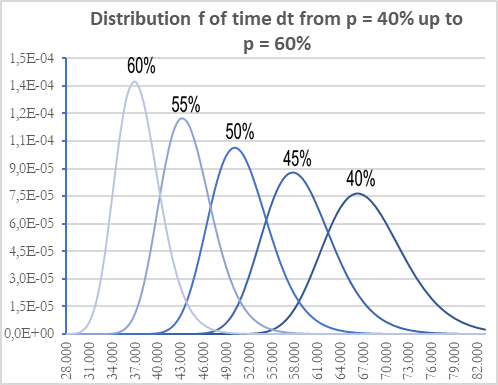 Distribution f of time dt from p = 40% up to
p = 60%
1,5E-04
1,4E-04
1,2E-04
1,1E-04
9,0E-05
7,5E-05
6,0E-05
4,5E-05
3,0E-05
1,5E-05
0,0E+00
60%
55%
50%
45%
40%
28.000
31.000
34.000
37.000
40.000
43.000
46.000
49.000
52.000
55.000
58.000
61.000
64.000
67.000
70.000
73.000
76.000
79.000
82.000